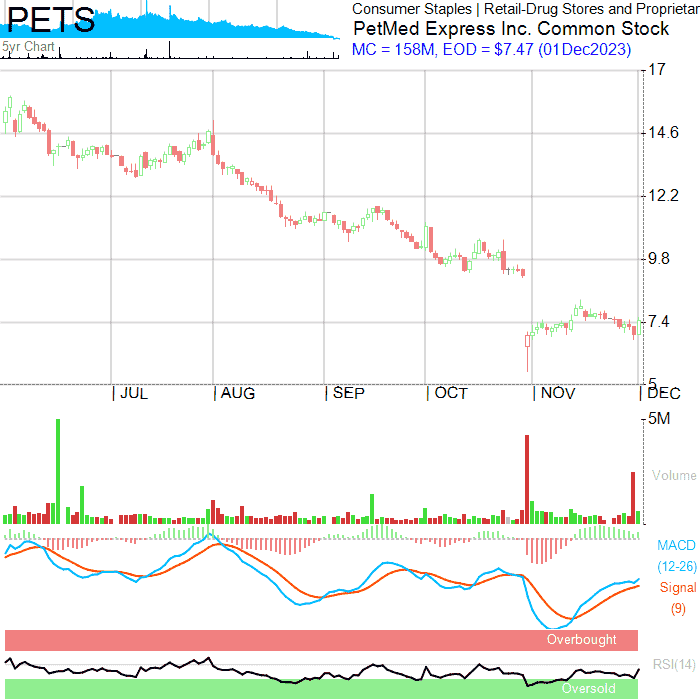 PETS
5yr Chart
Consumer Staples | Retail-Drug Stores and Proprietar
PetMed Express Inc. Common Stock
MC = 158M, EOD = $7.47 (01Dec2023)
17
14.6
12.2
9.8
7.4
5
JUL AUG SEP OCT NOV DEC
5M
Volume
MACD
(12-26)
Signal
(9)
Overbought
RSI(14)
Oversold